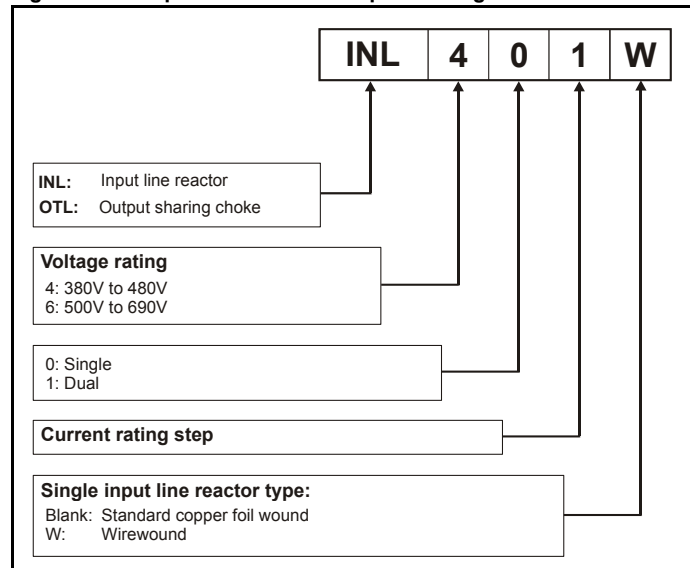 INL 4 0 1 W
INL: Input line reactor
OTL: Output sharing choke
Voltage rating
4: 380V to 480V
6: 500V to 690V
0: Single
1: Dual
Current rating step
Single input line reactor type:
Blank: Standard copper foil wound
W: Wirewound